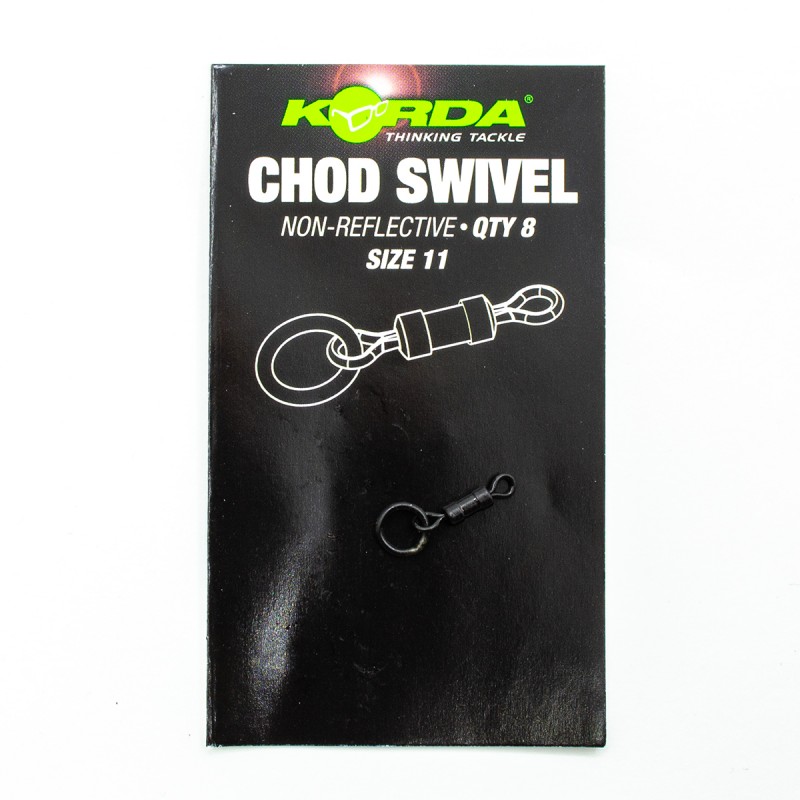 KORDA®
THINKING TACKLE
CHOD SWIVEL
NON-REFLECTIVE • QTY 8
SIZE 11